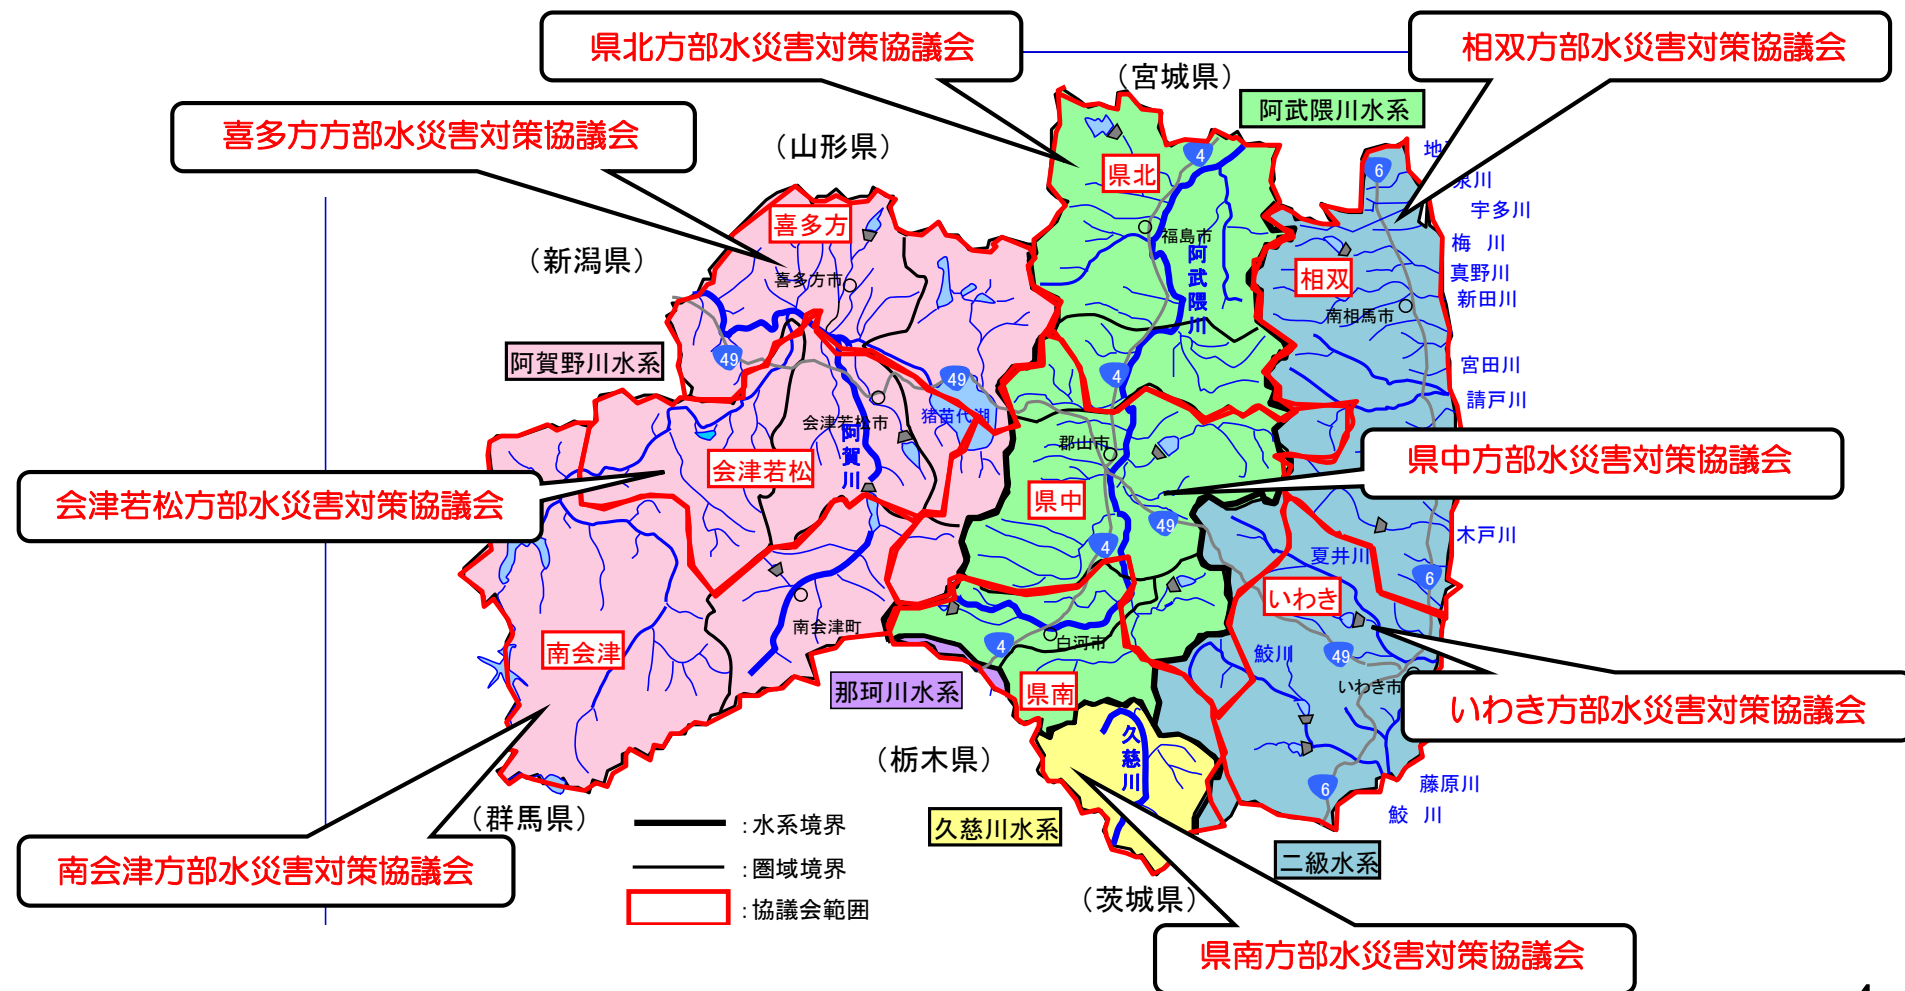 県北方部水災害対策協議会
相双方部水災害対策協議会
（宮城県）
阿武隈川水系
喜多方方部水災害対策協議会
（山形県）
地
泉川
宇多川
県北
4
6
喜多方
福島市
阿武隈川
梅 川
（新潟県）
喜多方市
相双
真野川
新田川
南相馬市
阿賀野川水系
49
49
4
宮田川
請戸川
会津若松市
猪苗代湖
阿賀川
郡山市
県中方部水災害対策協議会
会津若松
会津若松方部水災害対策協議会
県中
49
4
木戸川
夏井川
6
いわき
南会津町
白河市
4
南会津
鮫川
49
いわき市
那珂川水系
県南
いわき方部水災害対策協議会
久慈川
（栃木県）
6
藤原川
鮫 川
（群馬県）
：水系境界
久慈川水系
二級水系
：圏域境界
南会津方部水災害対策協議会
：協議会範囲
（茨城県）
県南方部水災害対策協議会